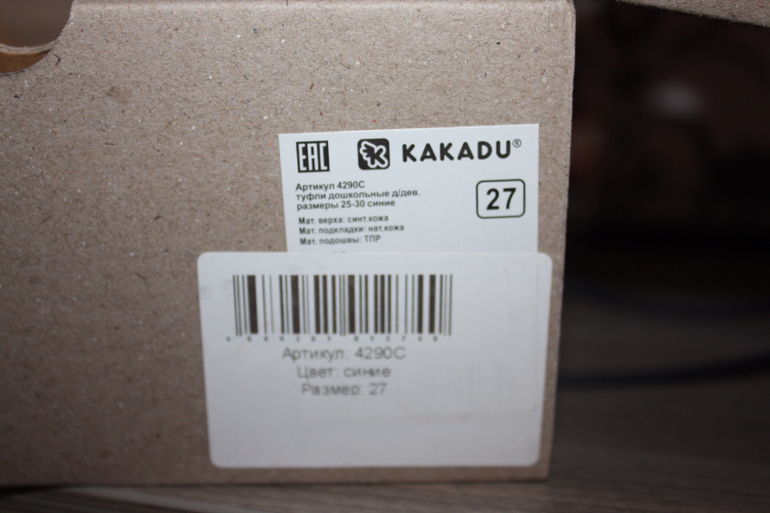 EAC KAKADU®
Артикул 4290С
туфли дошкольные д/дев.
размеры 25-30 синие
27
Мат. верха: синт.кожа
Мат. подкладки: нат.кожа
Мат. подошвы: ТПР
Артикул: 4290С
Цвет: синие
Размер: 27